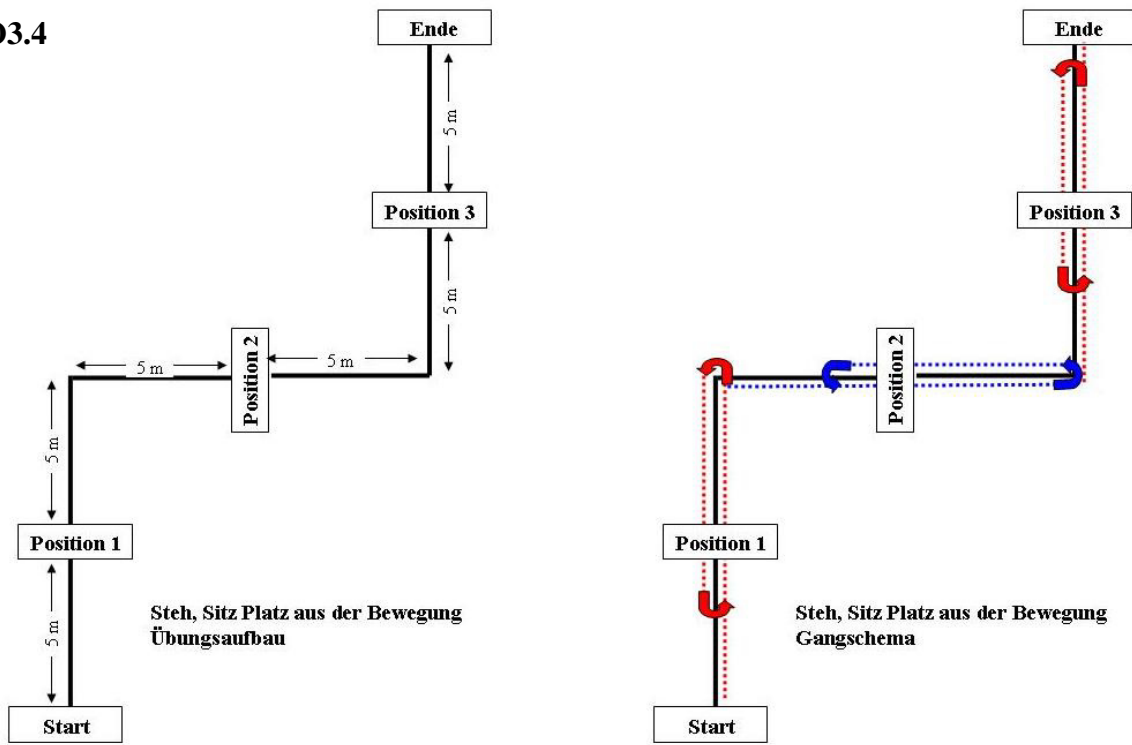 O3.4
Ende
5 m
Position 3
5 m
5 m
Position 2
5 m
5 m
Position 1
5 m
Steh, Sitz Platz aus der Bewegung
Übungsaufbau
Start
Ende
Position 3
Position 2
Position 1
Steh, Sitz Platz aus der Bewegung
Gangschema
Start